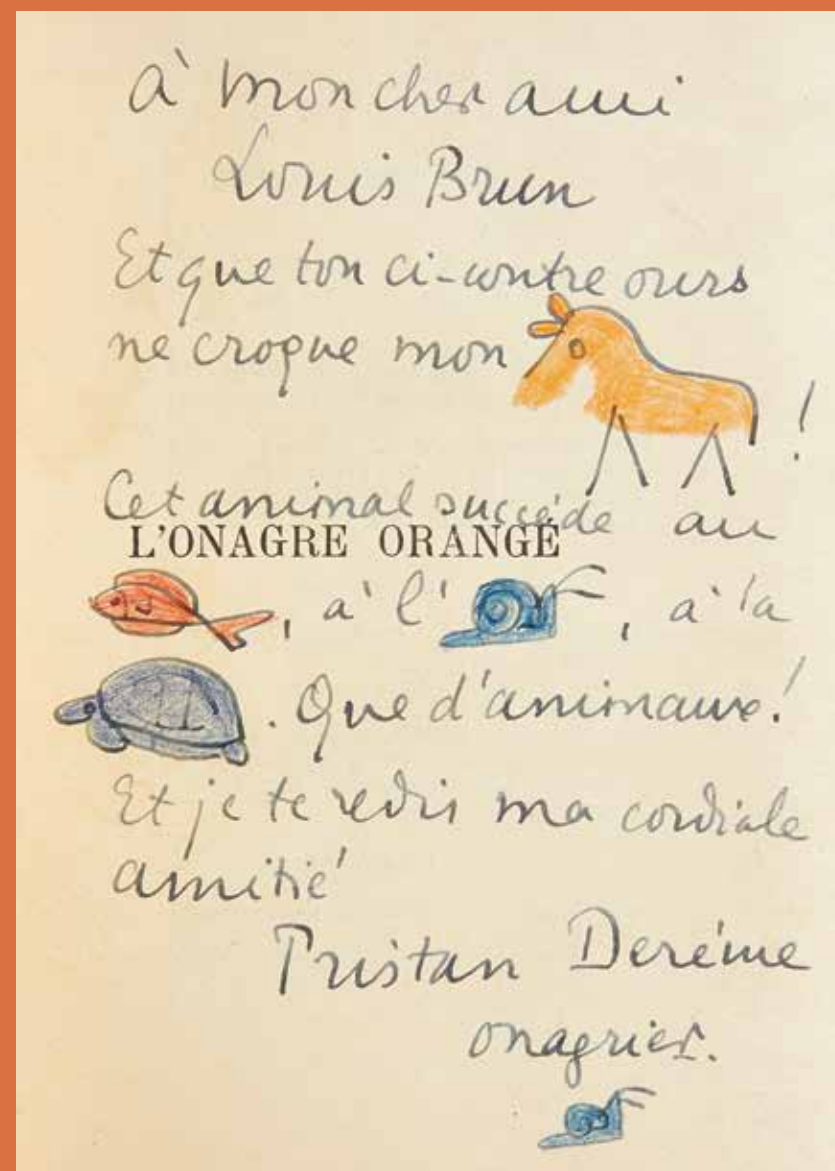 à mon cher ami
Louis Brun
Et que ton ci-contre ours
ne croque mon !
Cet animal succède au
L'ONAGRE ORANGÉ
, à l' , à la
. Que d'animaux!
Et je te redis ma cordiale
amitié
Tristan Derème
onagrier.